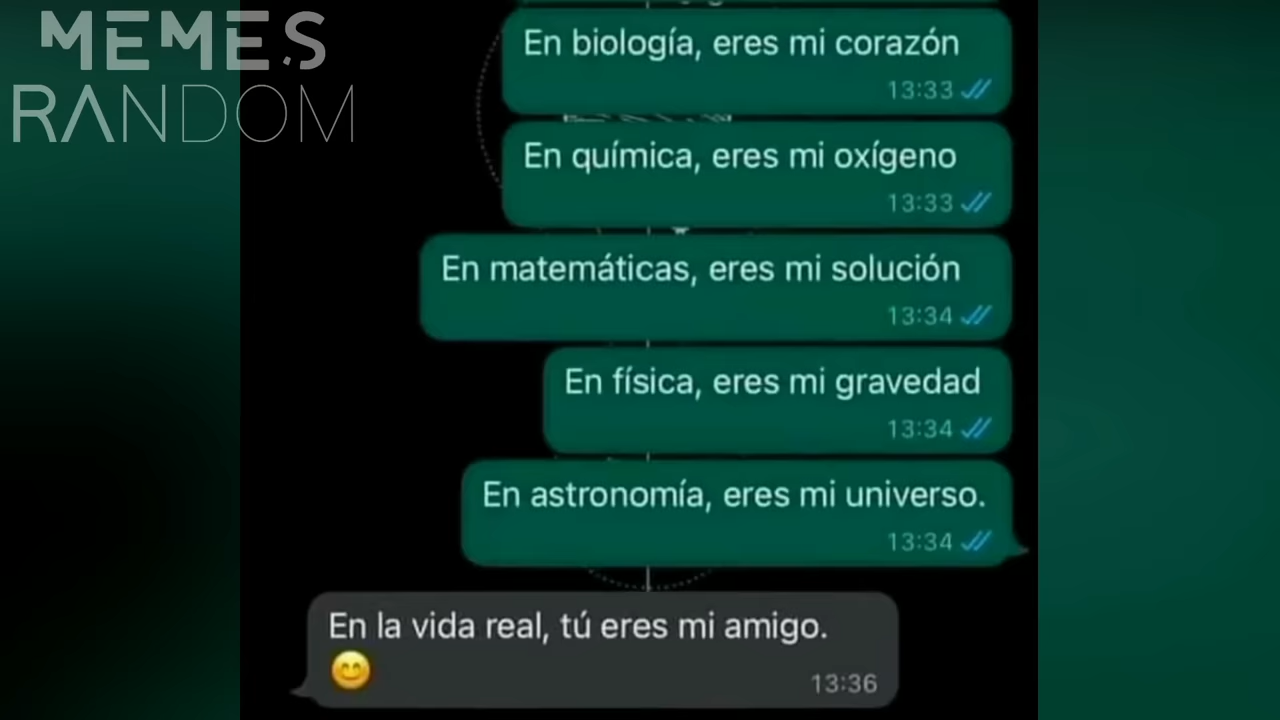 MEMES
RANDOM
En biología, eres mi corazón
13:33
En química, eres mi oxígeno
13:33
En matemáticas, eres mi solución
13:34
En física, eres mi gravedad
13:34
En astronomía, eres mi universo.
13:34
En la vida real, tú eres mi amigo.
😊
13:36